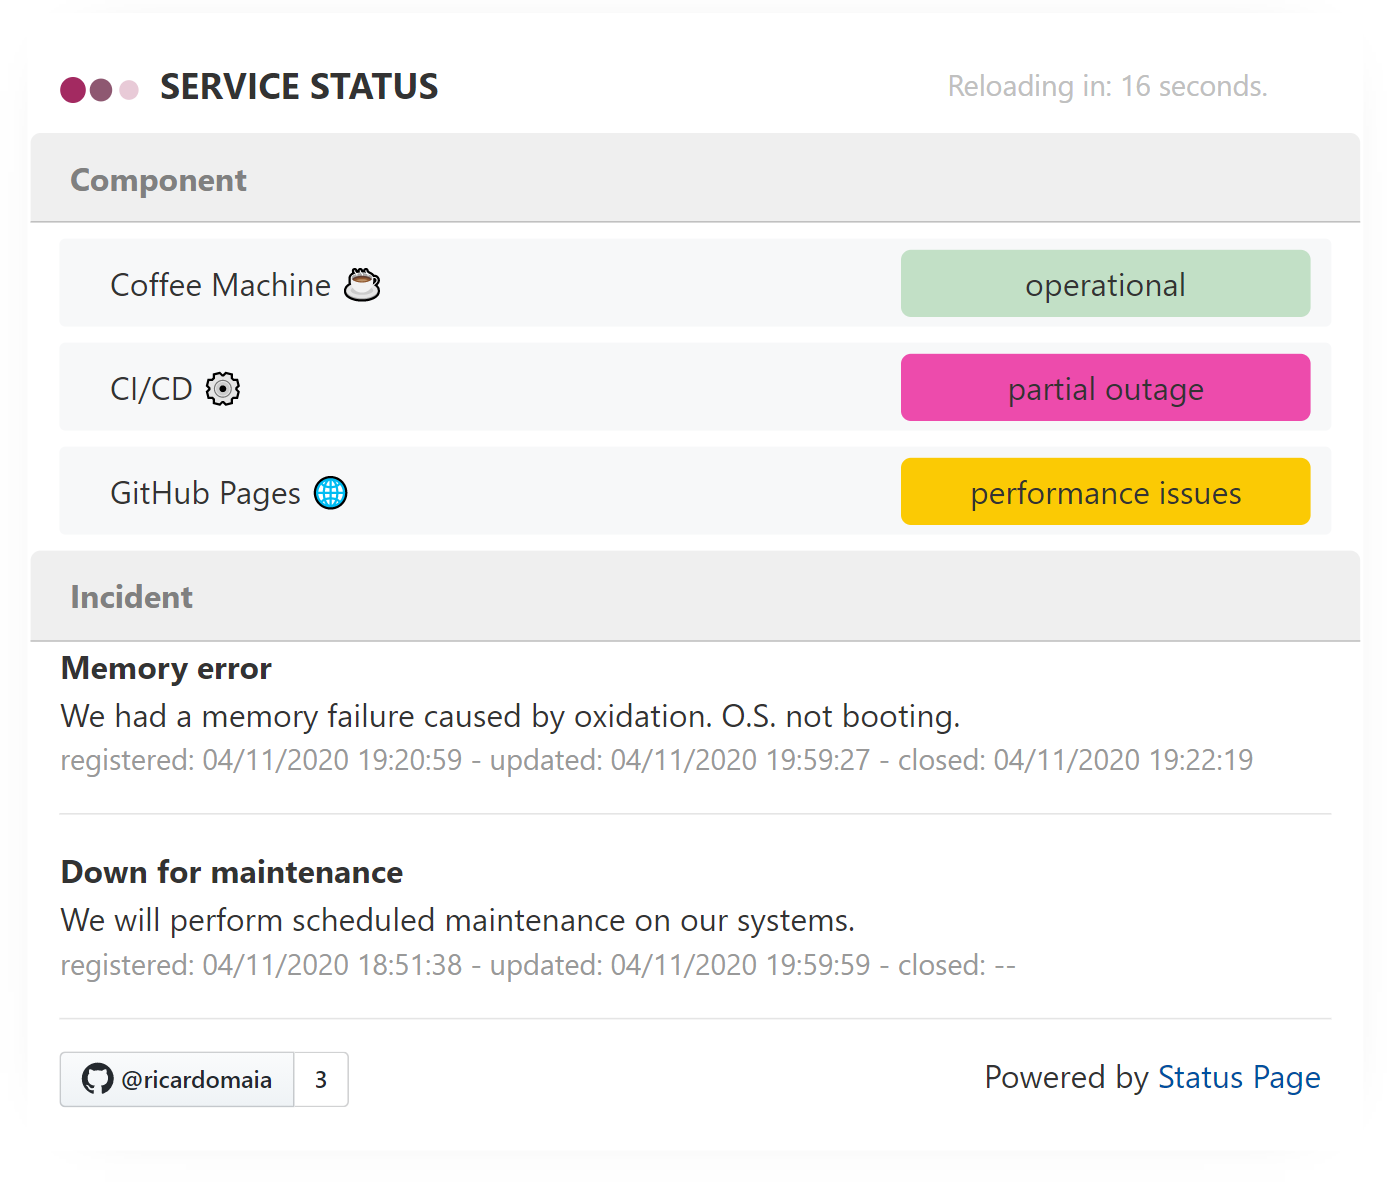 SERVICE STATUS
Reloading in: 16 seconds.
Component
Coffee Machine ☕ operational
CI/CD ⚙ partial outage
GitHub Pages 🌐 performance issues
Incident
Memory error
We had a memory failure caused by oxidation. O.S. not booting.
registered: 04/11/2020 19:20:59 - updated: 04/11/2020 19:59:27 - closed: 04/11/2020 19:22:19
Down for maintenance
We will perform scheduled maintenance on our systems.
registered: 04/11/2020 18:51:38 - updated: 04/11/2020 19:59:59 - closed: --
@ricardomaia 3
Powered by Status Page